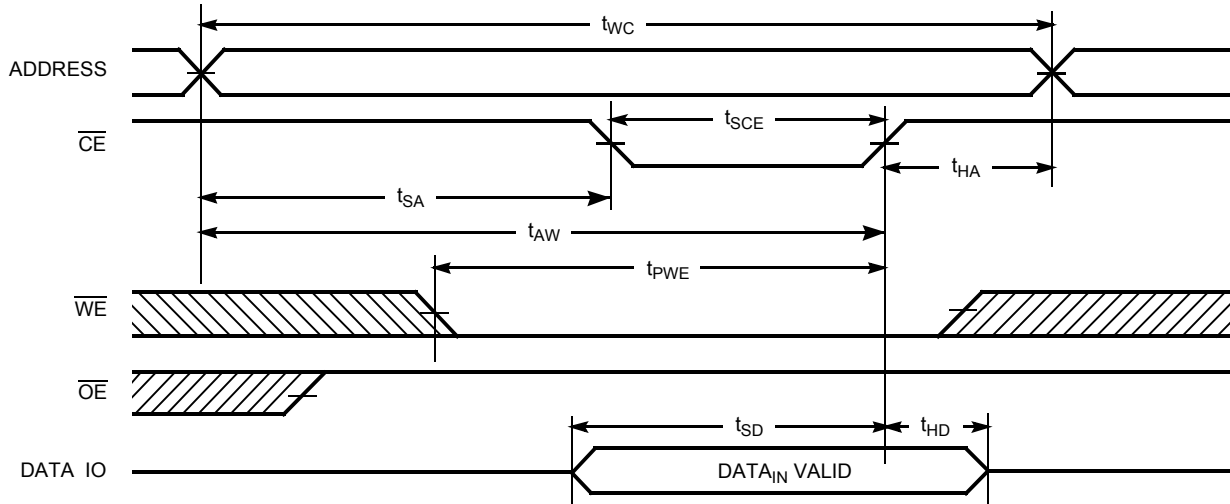 tWC
ADDRESS
CE
tSCE
tHA
tSA
tAW
tPWE
WE
OE
tSD
tHD
DATA IO
DATAIN VALID